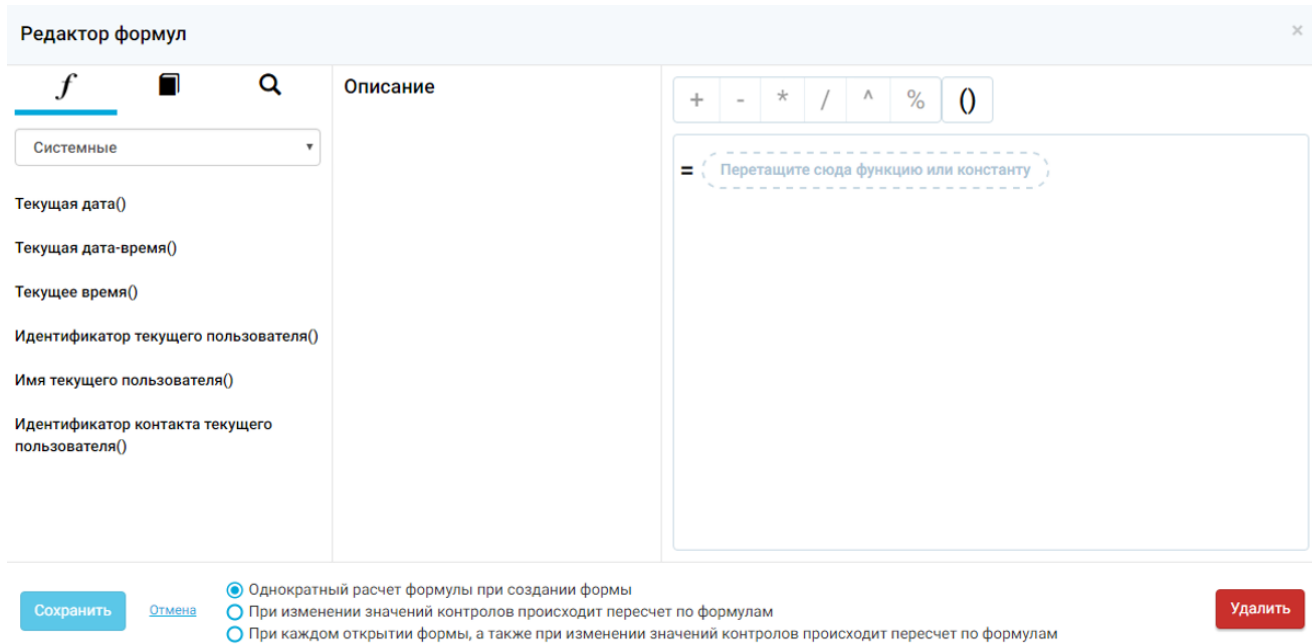 Редактор формул
×
f
Описание
+ - * / ^ % ()
Системные
= Перетащите сюда функцию или константу
Текущая дата()
Текущая дата-время()
Текущее время()
Идентификатор текущего пользователя()
Имя текущего пользователя()
Идентификатор контакта текущего
пользователя()
Однократный расчет формулы при создании формы
Сохранить Отмена При изменении значений контролов происходит пересчет по формулам Удалить
При каждом открытии формы, а также при изменении значений контролов происходит пересчет по формулам